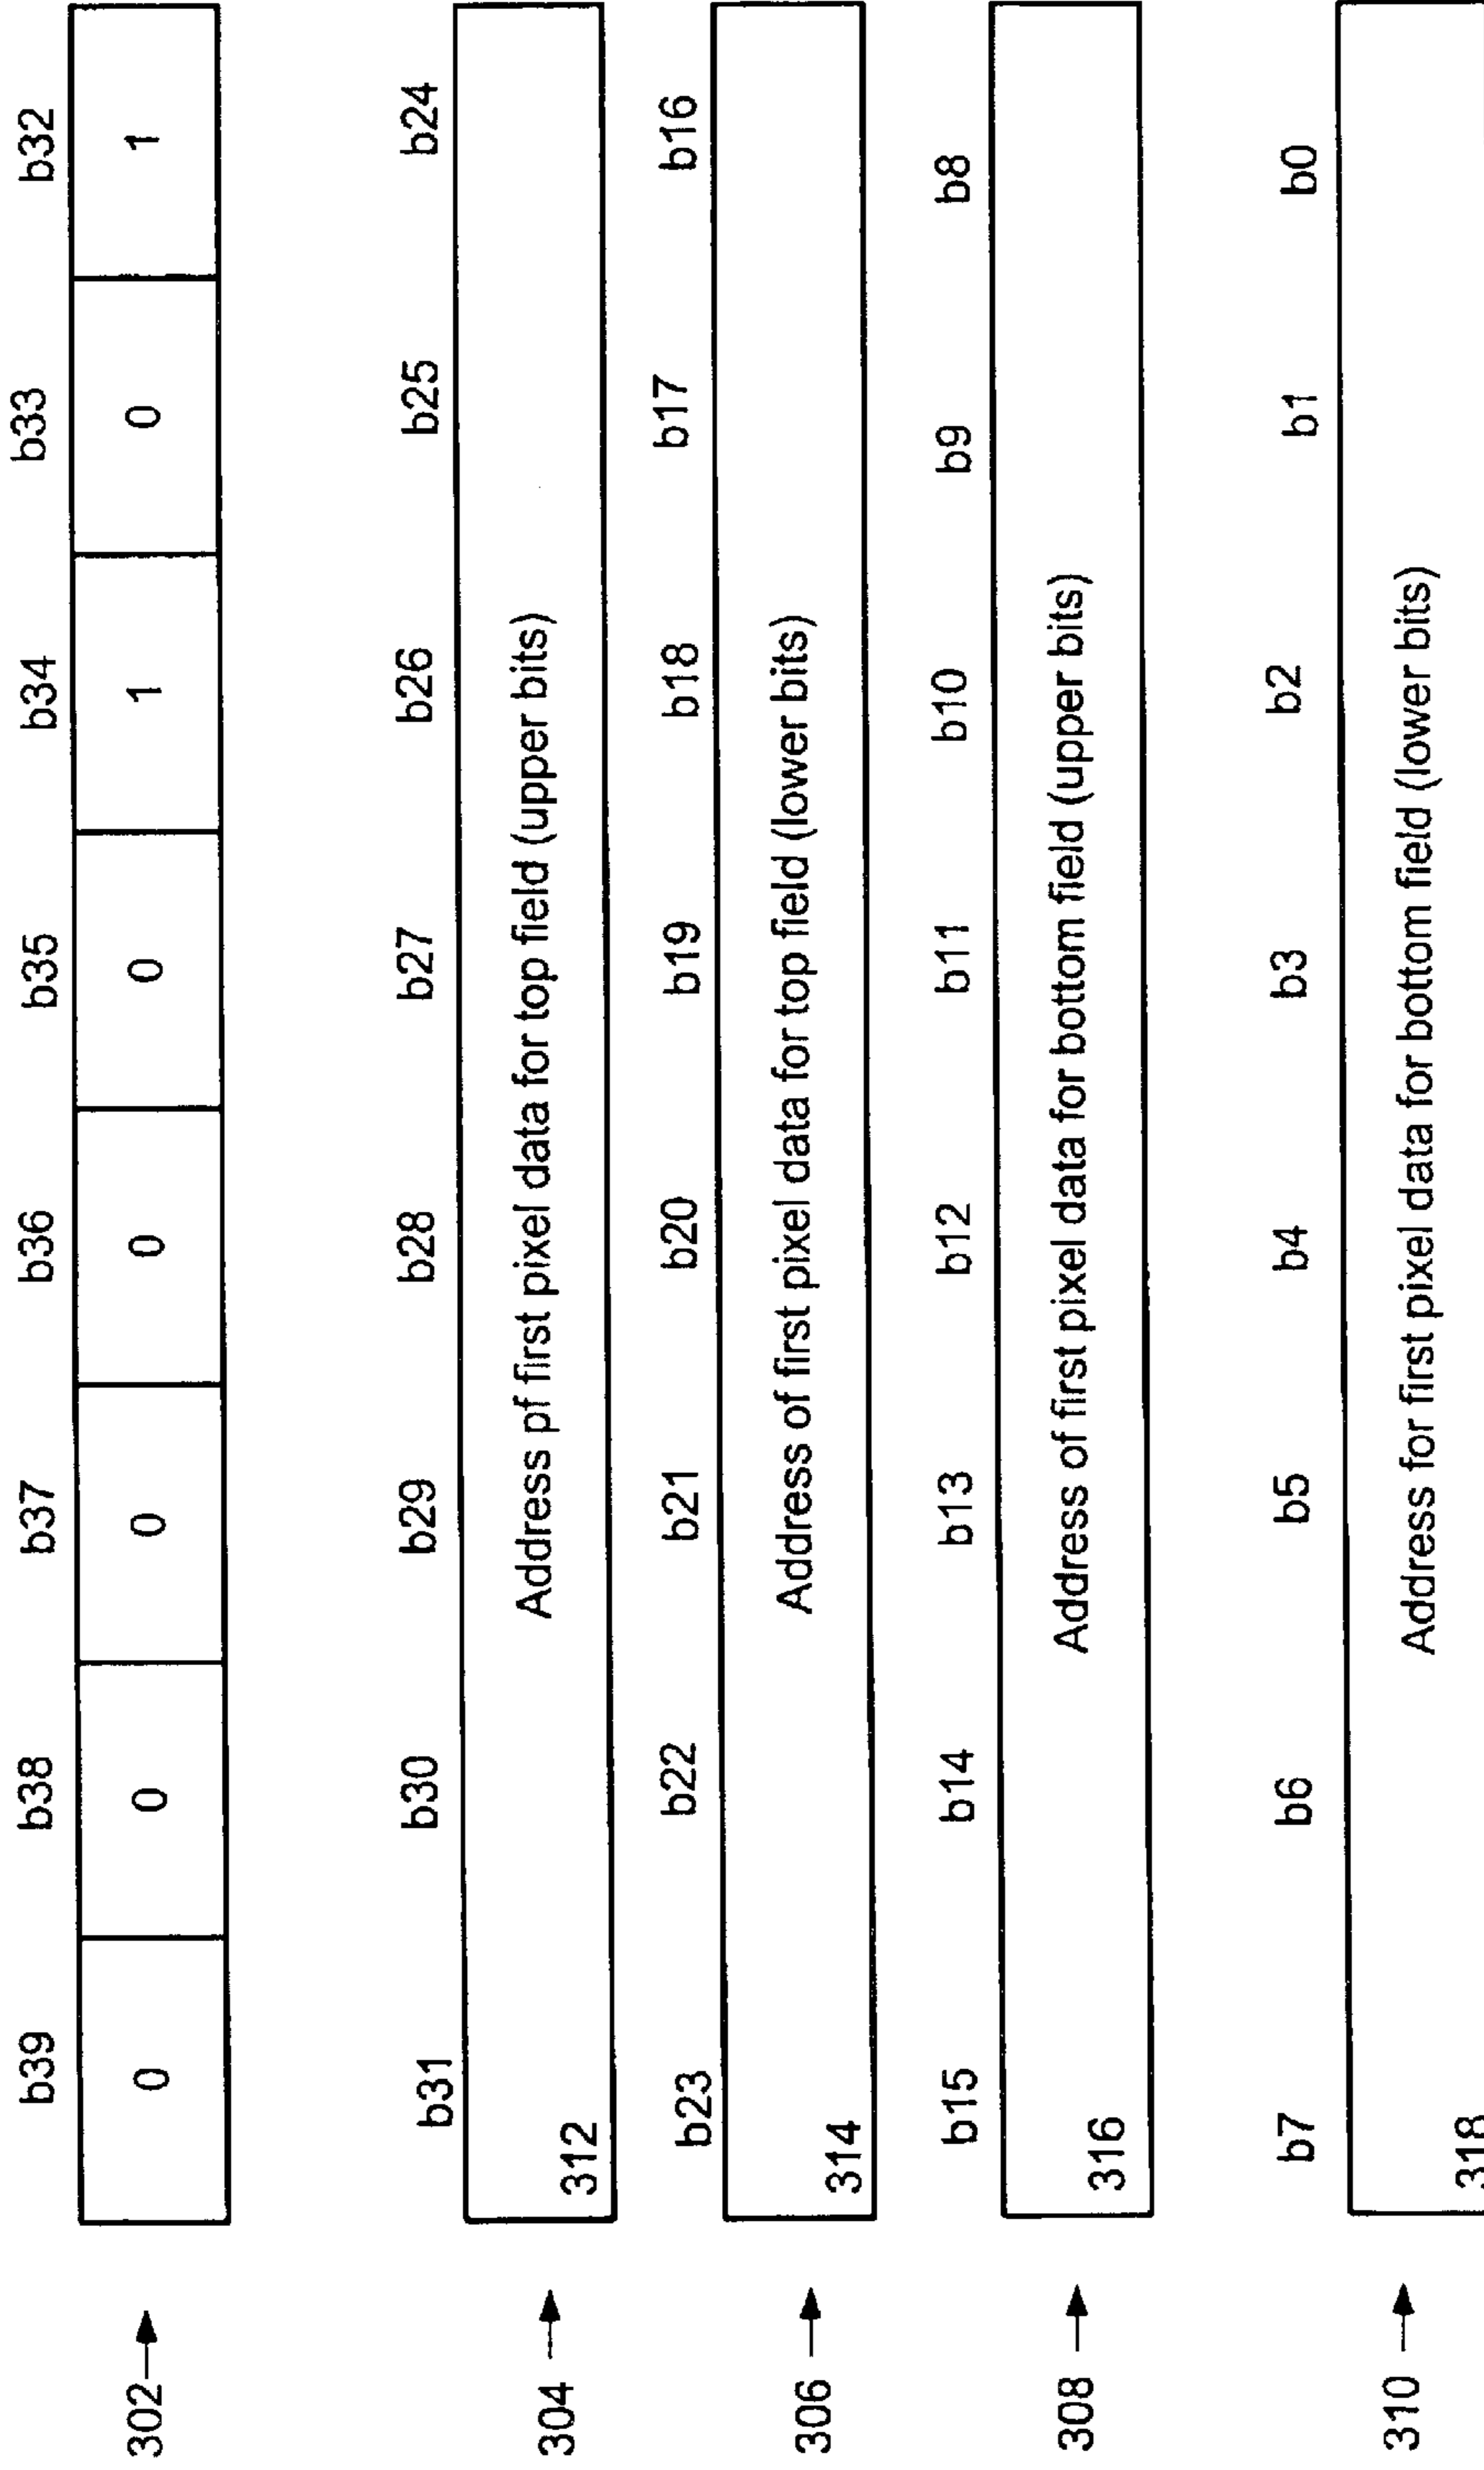 b39 b38 b37 b36 b35 b34 b33 b32
302 0 0 0 0 0 1 0 1
b31 b30 b29 b28 b27 b26 b25 b24
304 Address pf first pixel data for top field (upper bits)
312
b23 b22 b21 b20 b19 b18 b17 b16
306 Address of first pixel data for top field (lower bits)
314
b15 b14 b13 b12 b11 b10 b9 b8
308 Address of first pixel data for bottom field (upper bits)
316
b7 b6 b5 b4 b3 b2 b1 b0
310 Address for first pixel data for bottom field (lower bits)
318